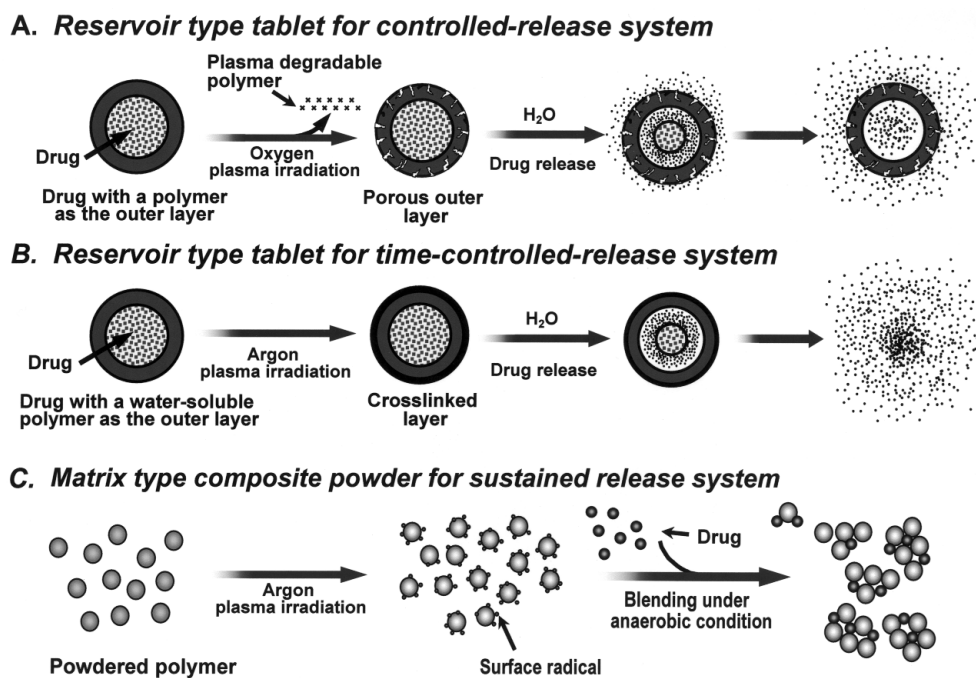 A. Reservoir type tablet for controlled-release system
Plasma degradable
polymer
Drug
Oxygen
plasma irradiation
H₂O
Drug release
Drug with a polymer
as the outer layer
Porous outer
layer
B. Reservoir type tablet for time-controlled-release system
Drug
Argon
plasma irradiation
H₂O
Drug release
Drug with a water-soluble
polymer as the outer layer
Crosslinked
layer
C. Matrix type composite powder for sustained release system
Drug
Argon
plasma irradiation
Blending under
anaerobic condition
Powdered polymer
Surface radical